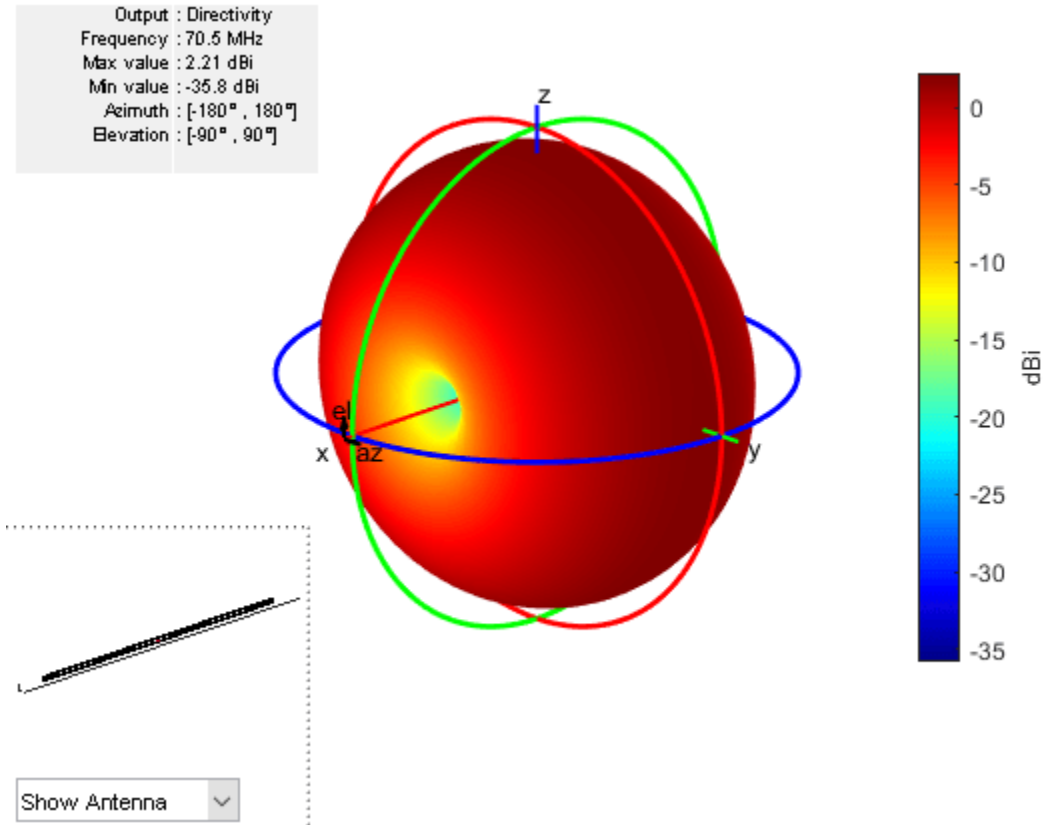 Output : Directivity
Frequency : 70.5 MHz
Max value : 2.21 dBi
Min value : -35.8 dBi
Azimuth : [-180° , 180°]
Elevation : [-90° , 90°]
z
x
el
az
y
0
-5
-10
-15
-20
-25
-30
-35
dBi
Show Antenna